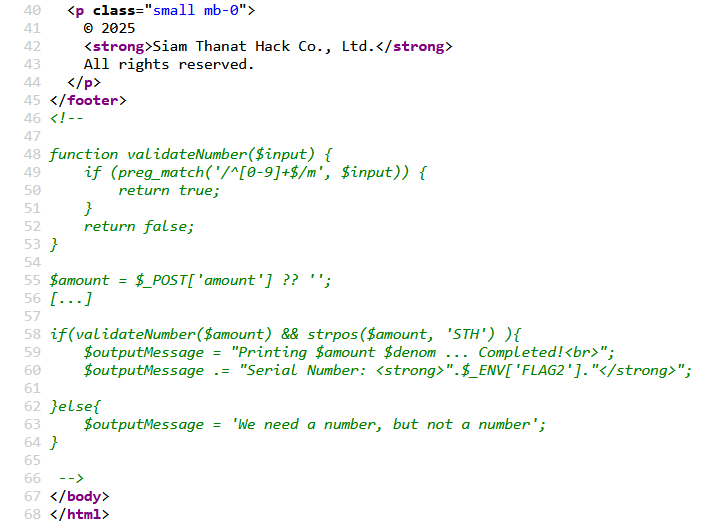 40 <p class="small mb-0">
41 © 2025
42 <strong>Siam Thanat Hack Co., Ltd.</strong>
43 All rights reserved.
44 </p>
45 </footer>
46 <!--
47
48 function validateNumber($input) {
49 if (preg_match('/^[0-9]+$/m', $input)) {
50 return true;
51 }
52 return false;
53 }
54
55 $amount = $_POST['amount'] ?? '';
56 [...]
57
58 if(validateNumber($amount) && strpos($amount, 'STH') ){
59 $outputMessage = "Printing $amount $denom ... Completed!<br>";
60 $outputMessage .= "Serial Number: <strong>".$_ENV['FLAG2']."</strong>";
61
62 }else{
63 $outputMessage = 'We need a number, but not a number';
64 }
65
66 -->
67 </body>
68 </html>